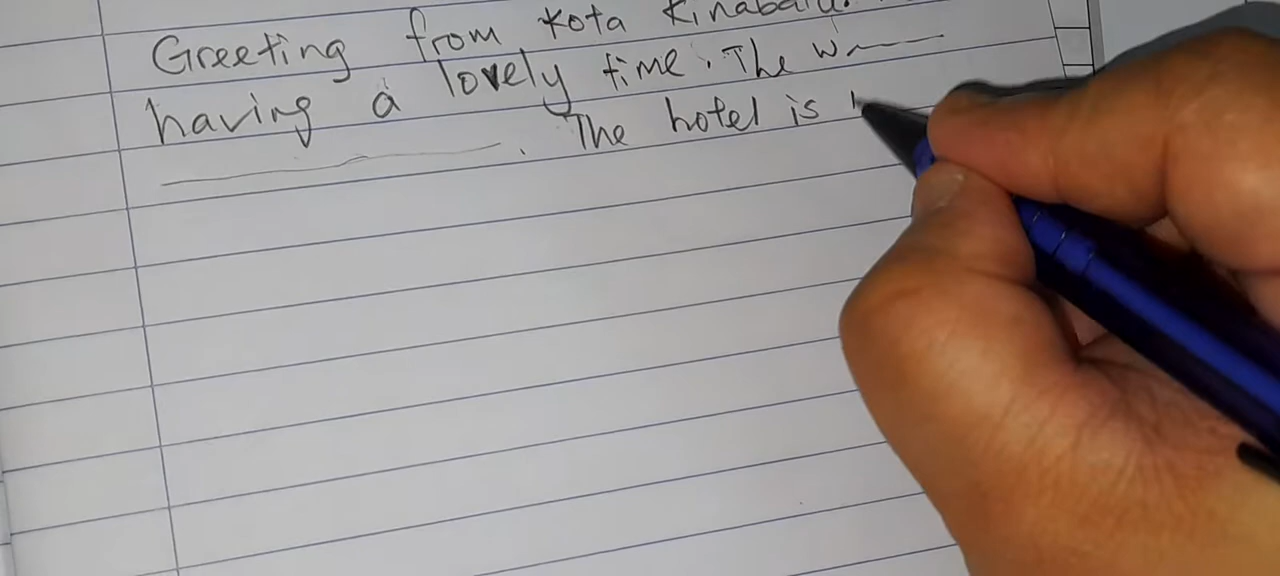 Greeting from Kota Kinabalu.
having a lovely time. The w
. The hotel is